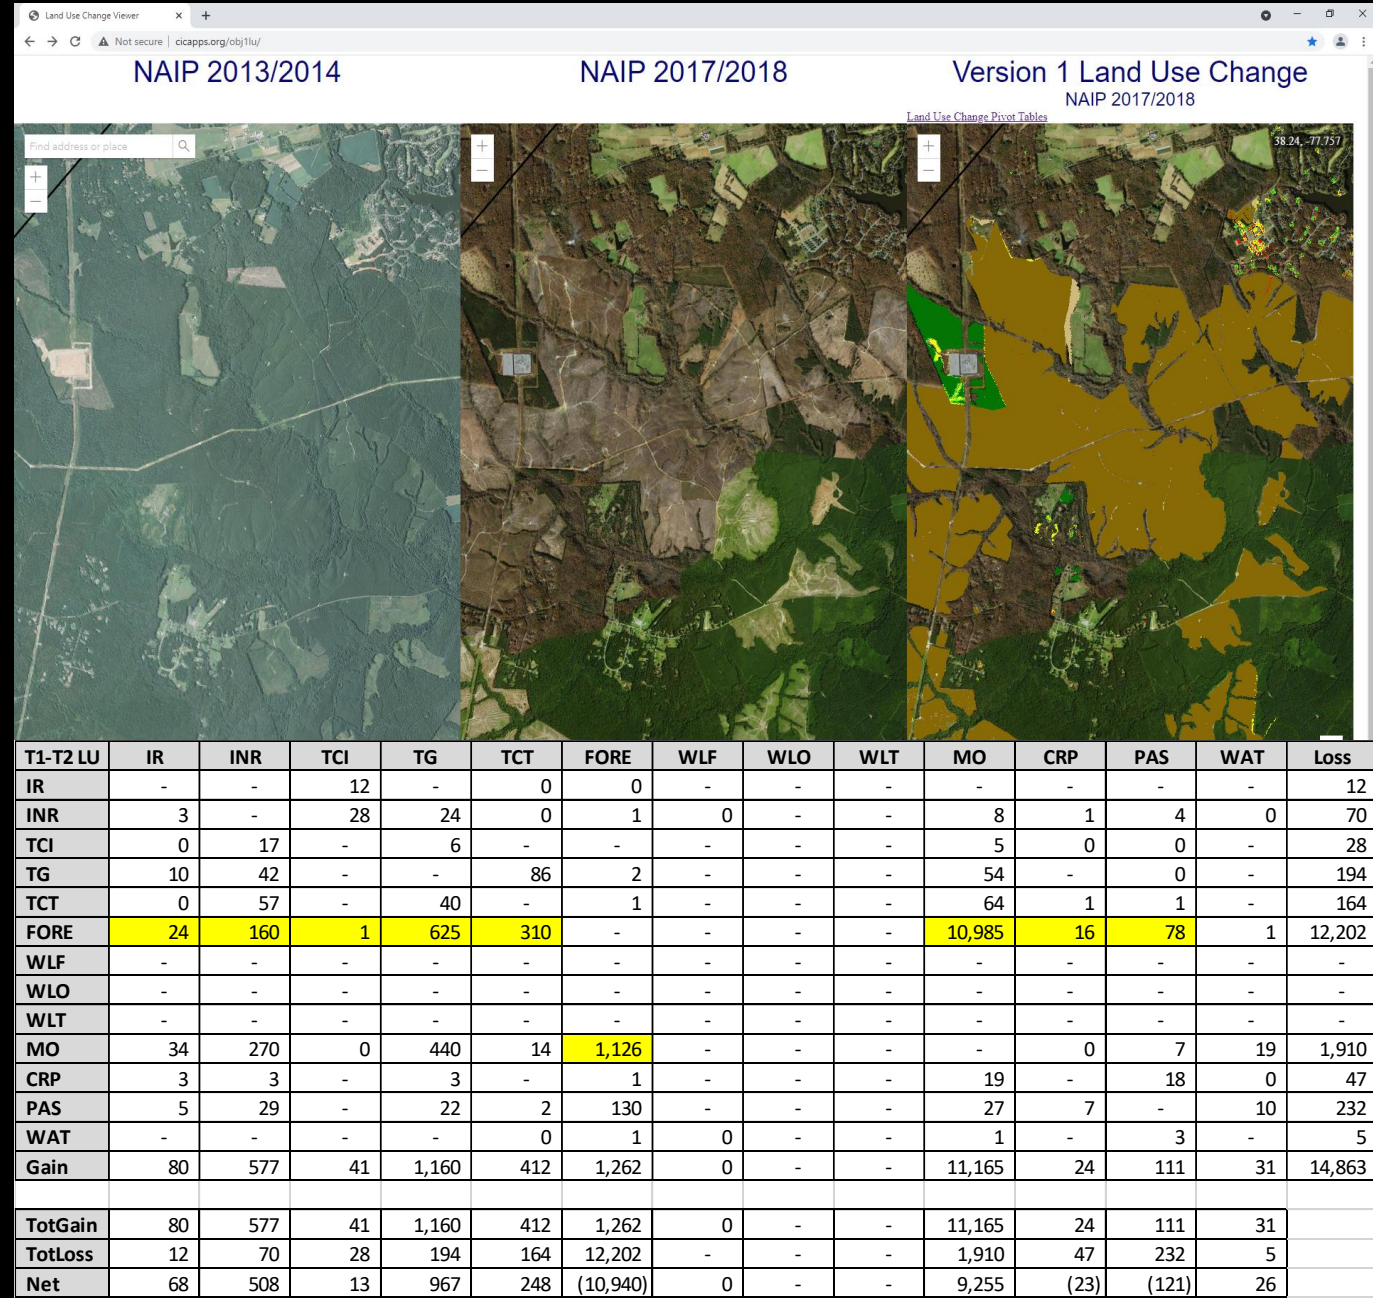 Land Use Change Viewer
Not secure | cicapps.org/obj1lu/
NAIP 2013/2014
NAIP 2017/2018
Version 1 Land Use Change
NAIP 2017/2018
Land Use Change Pivot Tables
Find address or place
38.24, -77.757
T1-T2 LU IR INR TCI TG TCT FORE WLF WLO WLT MO CRP PAS WAT Loss
IR - - 12 - 0 0 - - - - - - - 12
INR 3 - 28 24 0 1 0 - - 8 1 4 0 70
TCI 0 17 - 6 - - - - - 5 0 0 - 28
TG 10 42 - - 86 2 - - - 54 - 0 - 194
TCT 0 57 - 40 - 1 - - - 64 1 1 - 164
FORE 24 160 1 625 310 - - - - 10,985 16 78 1 12,202
WLF - - - - - - - - - - - - - -
WLO - - - - - - - - - - - - - -
WLT - - - - - - - - - - - - - -
MO 34 270 0 440 14 1,126 - - - - 0 7 19 1,910
CRP 3 3 - 3 - 1 - - - 19 - 18 0 47
PAS 5 29 - 22 2 130 - - - 27 7 - 10 232
WAT - - - - 0 1 0 - - 1 - 3 - 5
Gain 80 577 41 1,160 412 1,262 0 - - 11,165 24 111 31 14,863
TotGain 80 577 41 1,160 412 1,262 0 - - 11,165 24 111 31
TotLoss 12 70 28 194 164 12,202 - - - 1,910 47 232 5
Net 68 508 13 967 248 (10,940) 0 - - 9,255 (23) (121) 26